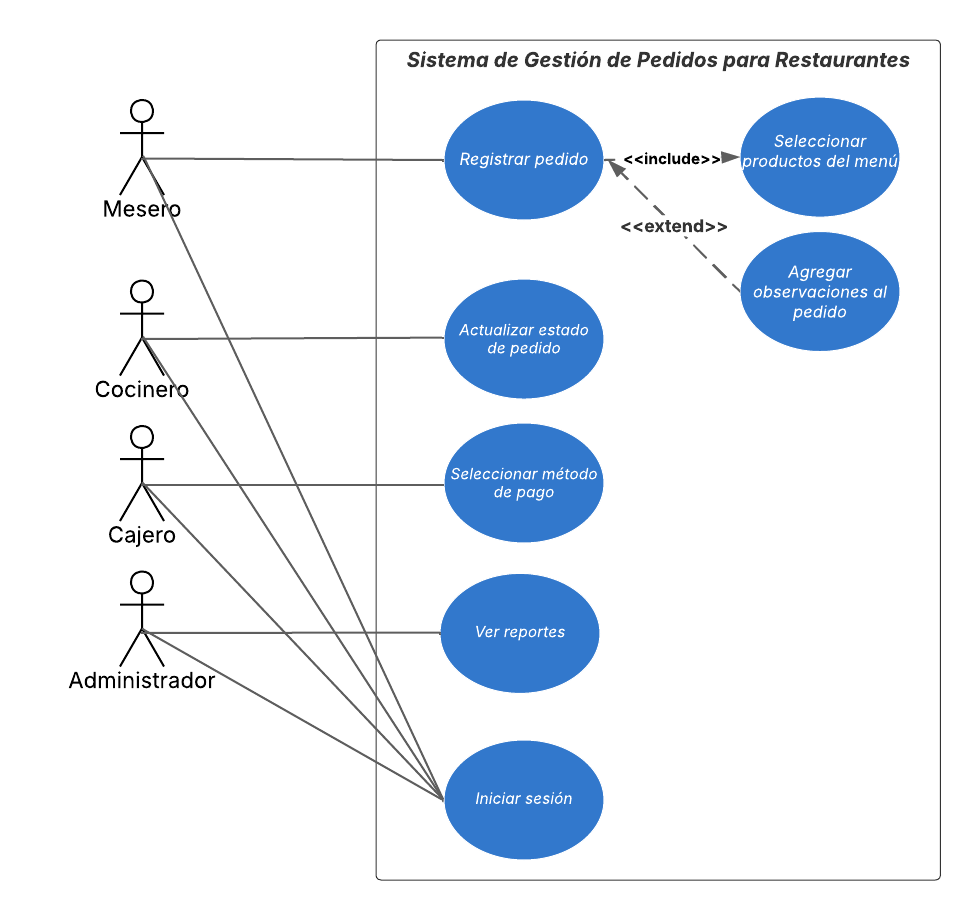 Sistema de Gestión de Pedidos para Restaurantes
Mesero
Registrar pedido
<<include>>
Seleccionar
productos del menú
<<extend>>
Agregar
observaciones al
pedido
Cocinero
Actualizar estado
de pedido
Cajero
Seleccionar método
de pago
Administrador
Ver reportes
Iniciar sesión